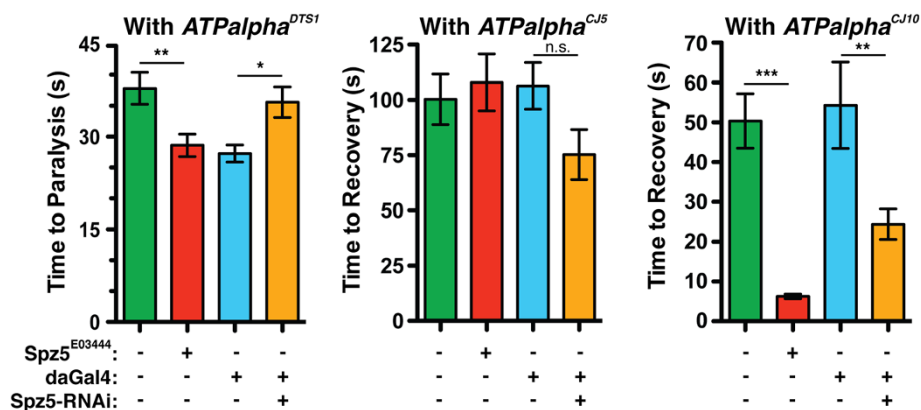 With ATPalpha^DTS1
Time to Paralysis (s)
45
30
15
0
**
*
With ATPalpha^CJ5
Time to Recovery (s)
125
100
75
50
25
0
n.s.
With ATPalpha^CJ10
Time to Recovery (s)
70
60
50
40
30
20
10
0
***
**
Spz5^E03444: - + - - - + - - - + - -
daGal4: - - + + - - + + - - + +
Spz5-RNAi: - - - + - - - + - - - +